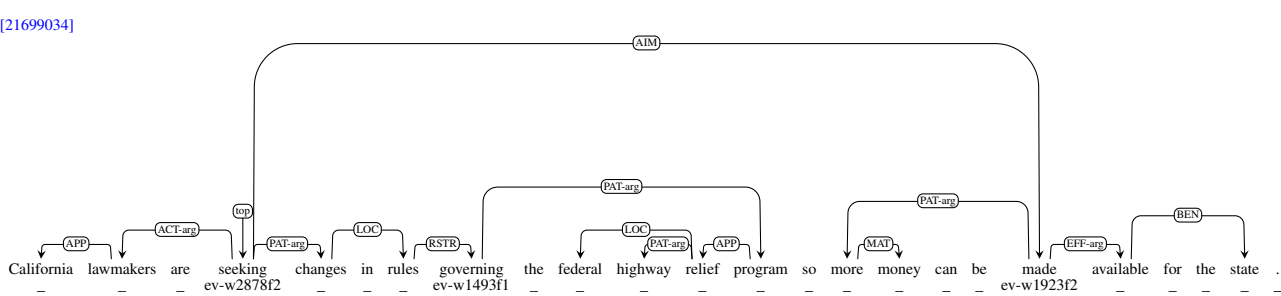 [21699034]
AIM
PAT-arg
PAT-arg
top
BEN
ACT-arg LOC LOC
APP PAT-arg RSTR PAT-arg APP MAT EFF-arg
California lawmakers are seeking changes in rules governing the federal highway relief program so more money can be made available for the state .
_ _ _ ev-w2878f2 _ _ _ ev-w1493f1 _ _ _ _ _ _ _ _ _ _ ev-w1923f2 _ _ _ _ _